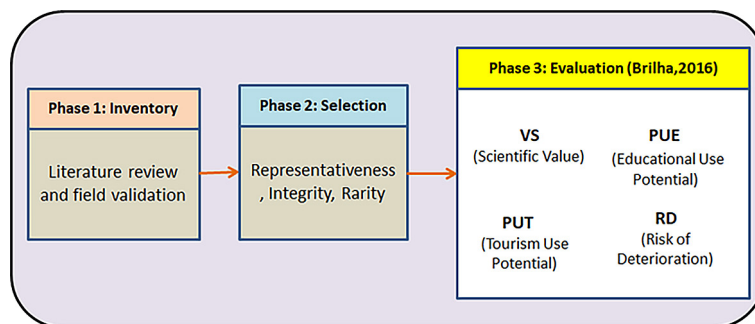 Phase 1: Inventory
Literature review
and field validation
Phase 2: Selection
Representativeness
, Integrity, Rarity
Phase 3: Evaluation (Brilha,2016)
VS
(Scientific Value)
PUE
(Educational Use
Potential)
PUT
(Tourism Use
Potential)
RD
(Risk of
Deterioration)